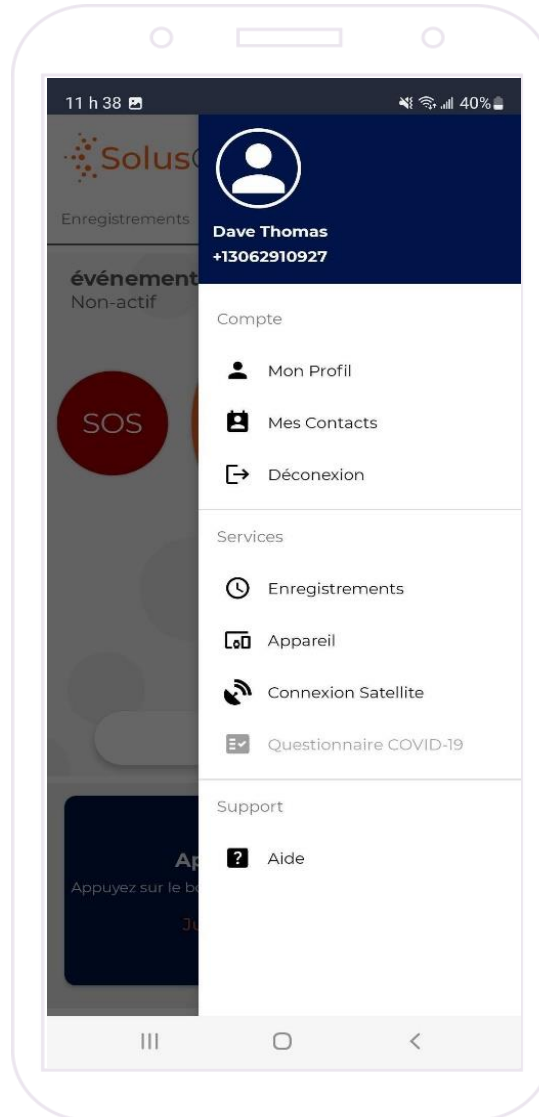 11 h 38
40%
Solus
Enregistrements
événement
Non-actif
SOS
Ap
Appuyez sur le bo
Ju
Dave Thomas
+13062910927
Compte
Mon Profil
Mes Contacts
Déconexion
Services
Enregistrements
Appareil
Connexion Satellite
Questionnaire COVID-19
Support
Aide